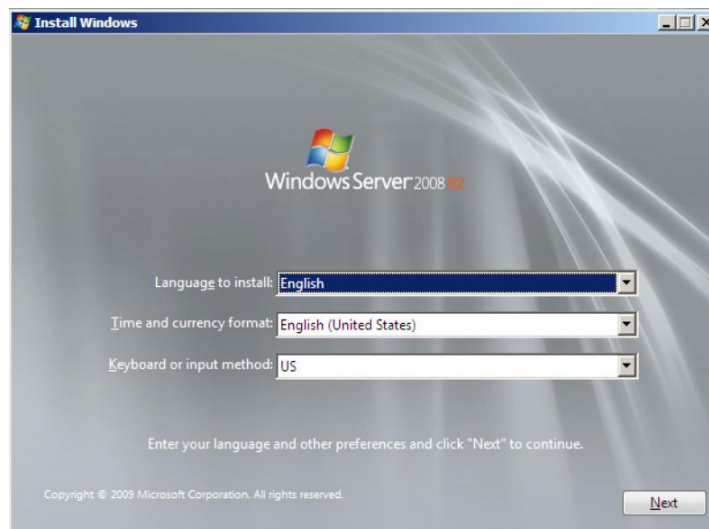 Install Windows
Windows Server 2008 R2
Language to install: English
Time and currency format: English (United States)
Keyboard or input method: US
Enter your language and other preferences and click "Next" to continue.
Copyright © 2009 Microsoft Corporation. All rights reserved.
Next